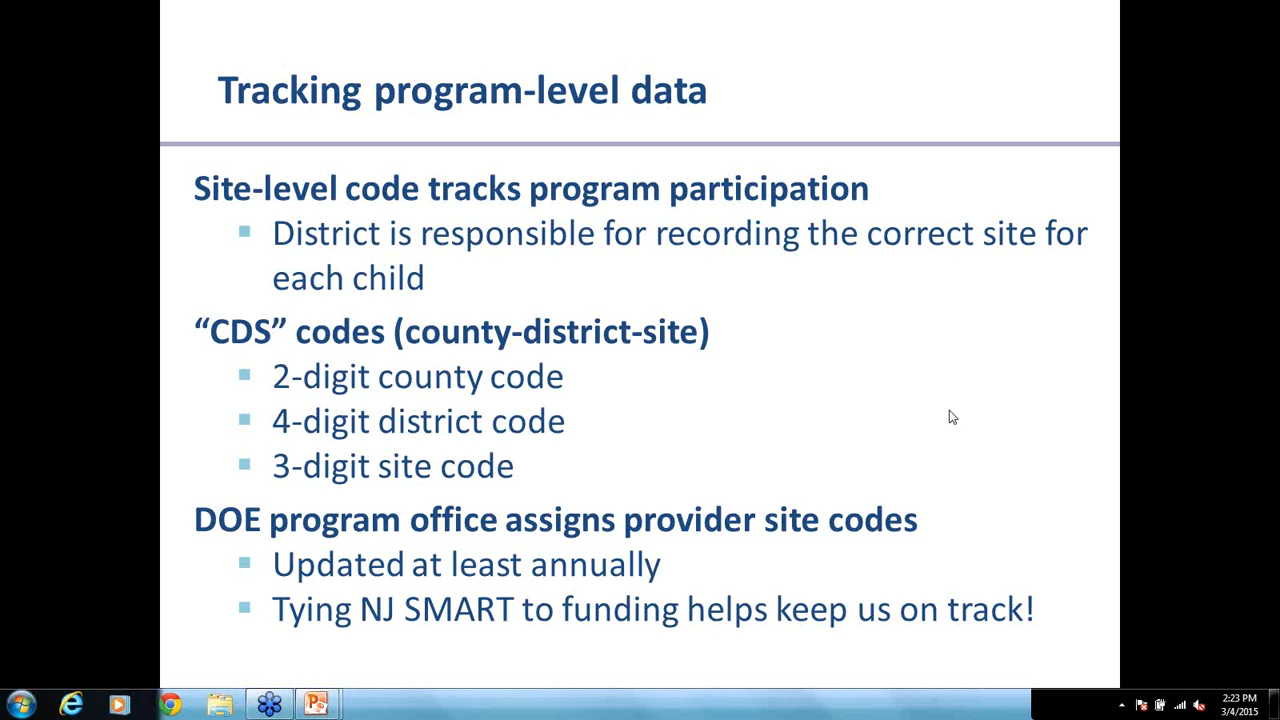 Tracking program-level data
Site-level code tracks program participation
District is responsible for recording the correct site for
each child
“CDS” codes (county-district-site)
2-digit county code
4-digit district code
3-digit site code
DOE program office assigns provider site codes
Updated at least annually
Tying NJ SMART to funding helps keep us on track!
2:23 PM
3/4/2015